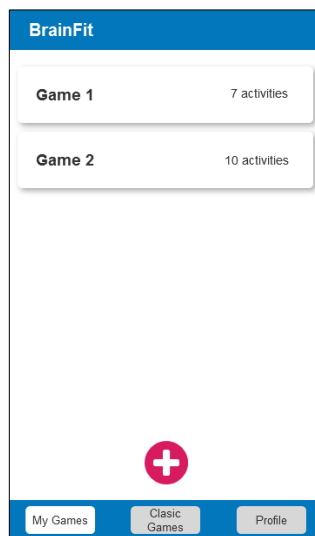 BrainFit
Game 1
7 activities
Game 2
10 activities
My Games
Clasic
Games
Profile